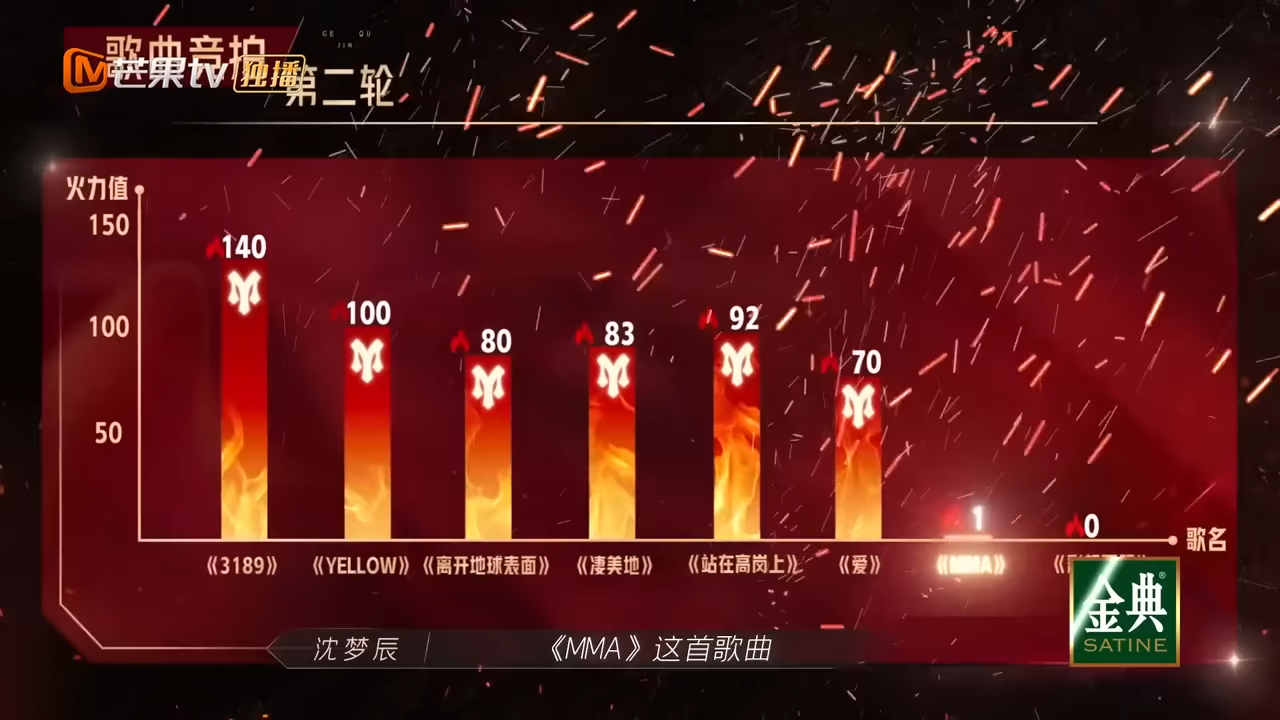 歌曲竞拍
GE QU
JIN
芒果tv 独播
第二轮
火力值
150
100
50
140
100
80
83
92
70
1
0
《3189》 《YELLOW》 《离开地球表面》 《凄美地》 《站在高岗上》 《爱》 《MMA》 《
歌名
金典®
SATINE
沈梦辰 | 《MMA》这首歌曲